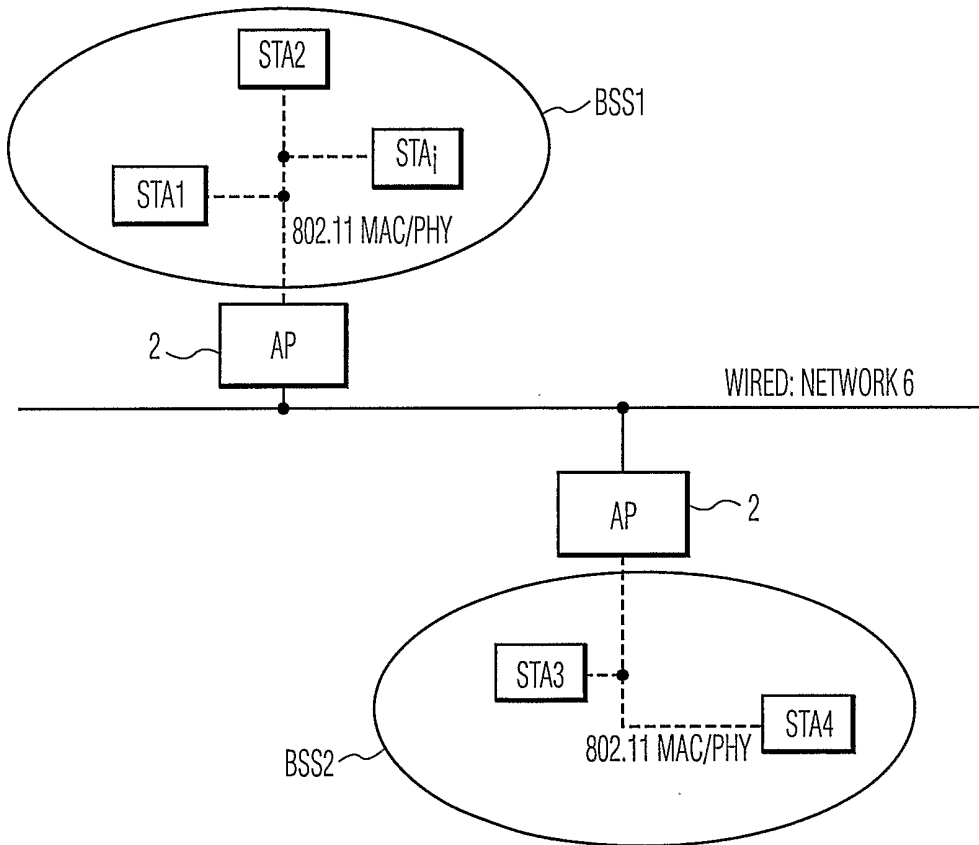 STA2
BSS1
STAi
STA1
802.11 MAC/PHY
2
AP
WIRED: NETWORK 6
AP
2
STA3
STA4
802.11 MAC/PHY
BSS2